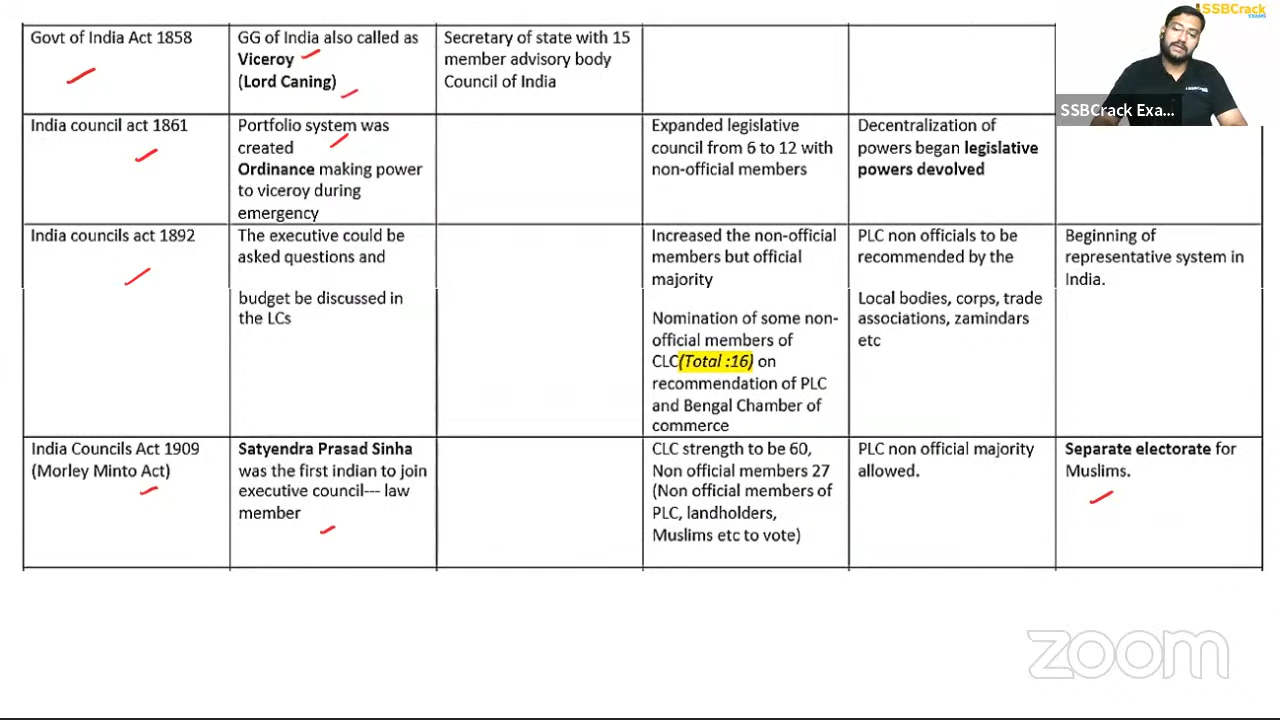 SSBCrack
EXAMS
SSBCrack Exa...
Govt of India Act 1858
GG of India also called as
Viceroy
(Lord Caning)
Secretary of state with 15
member advisory body
Council of India
India council act 1861
Portfolio system was
created
Ordinance making power
to viceroy during
emergency
Expanded legislative
council from 6 to 12 with
non-official members
Decentralization of
powers began legislative
powers devolved
India councils act 1892
The executive could be
asked questions and
budget be discussed in
the LCs
Increased the non-official
members but official
majority
Nomination of some non-
official members of
CLC(Total :16) on
recommendation of PLC
and Bengal Chamber of
commerce
PLC non officials to be
recommended by the
Local bodies, corps, trade
associations, zamindars
etc
Beginning of
representative system in
India.
India Councils Act 1909
(Morley Minto Act)
Satyendra Prasad Sinha
was the first indian to join
executive council--- law
member
CLC strength to be 60,
Non official members 27
(Non official members of
PLC, landholders,
Muslims etc to vote)
PLC non official majority
allowed.
Separate electorate for
Muslims.
zoom